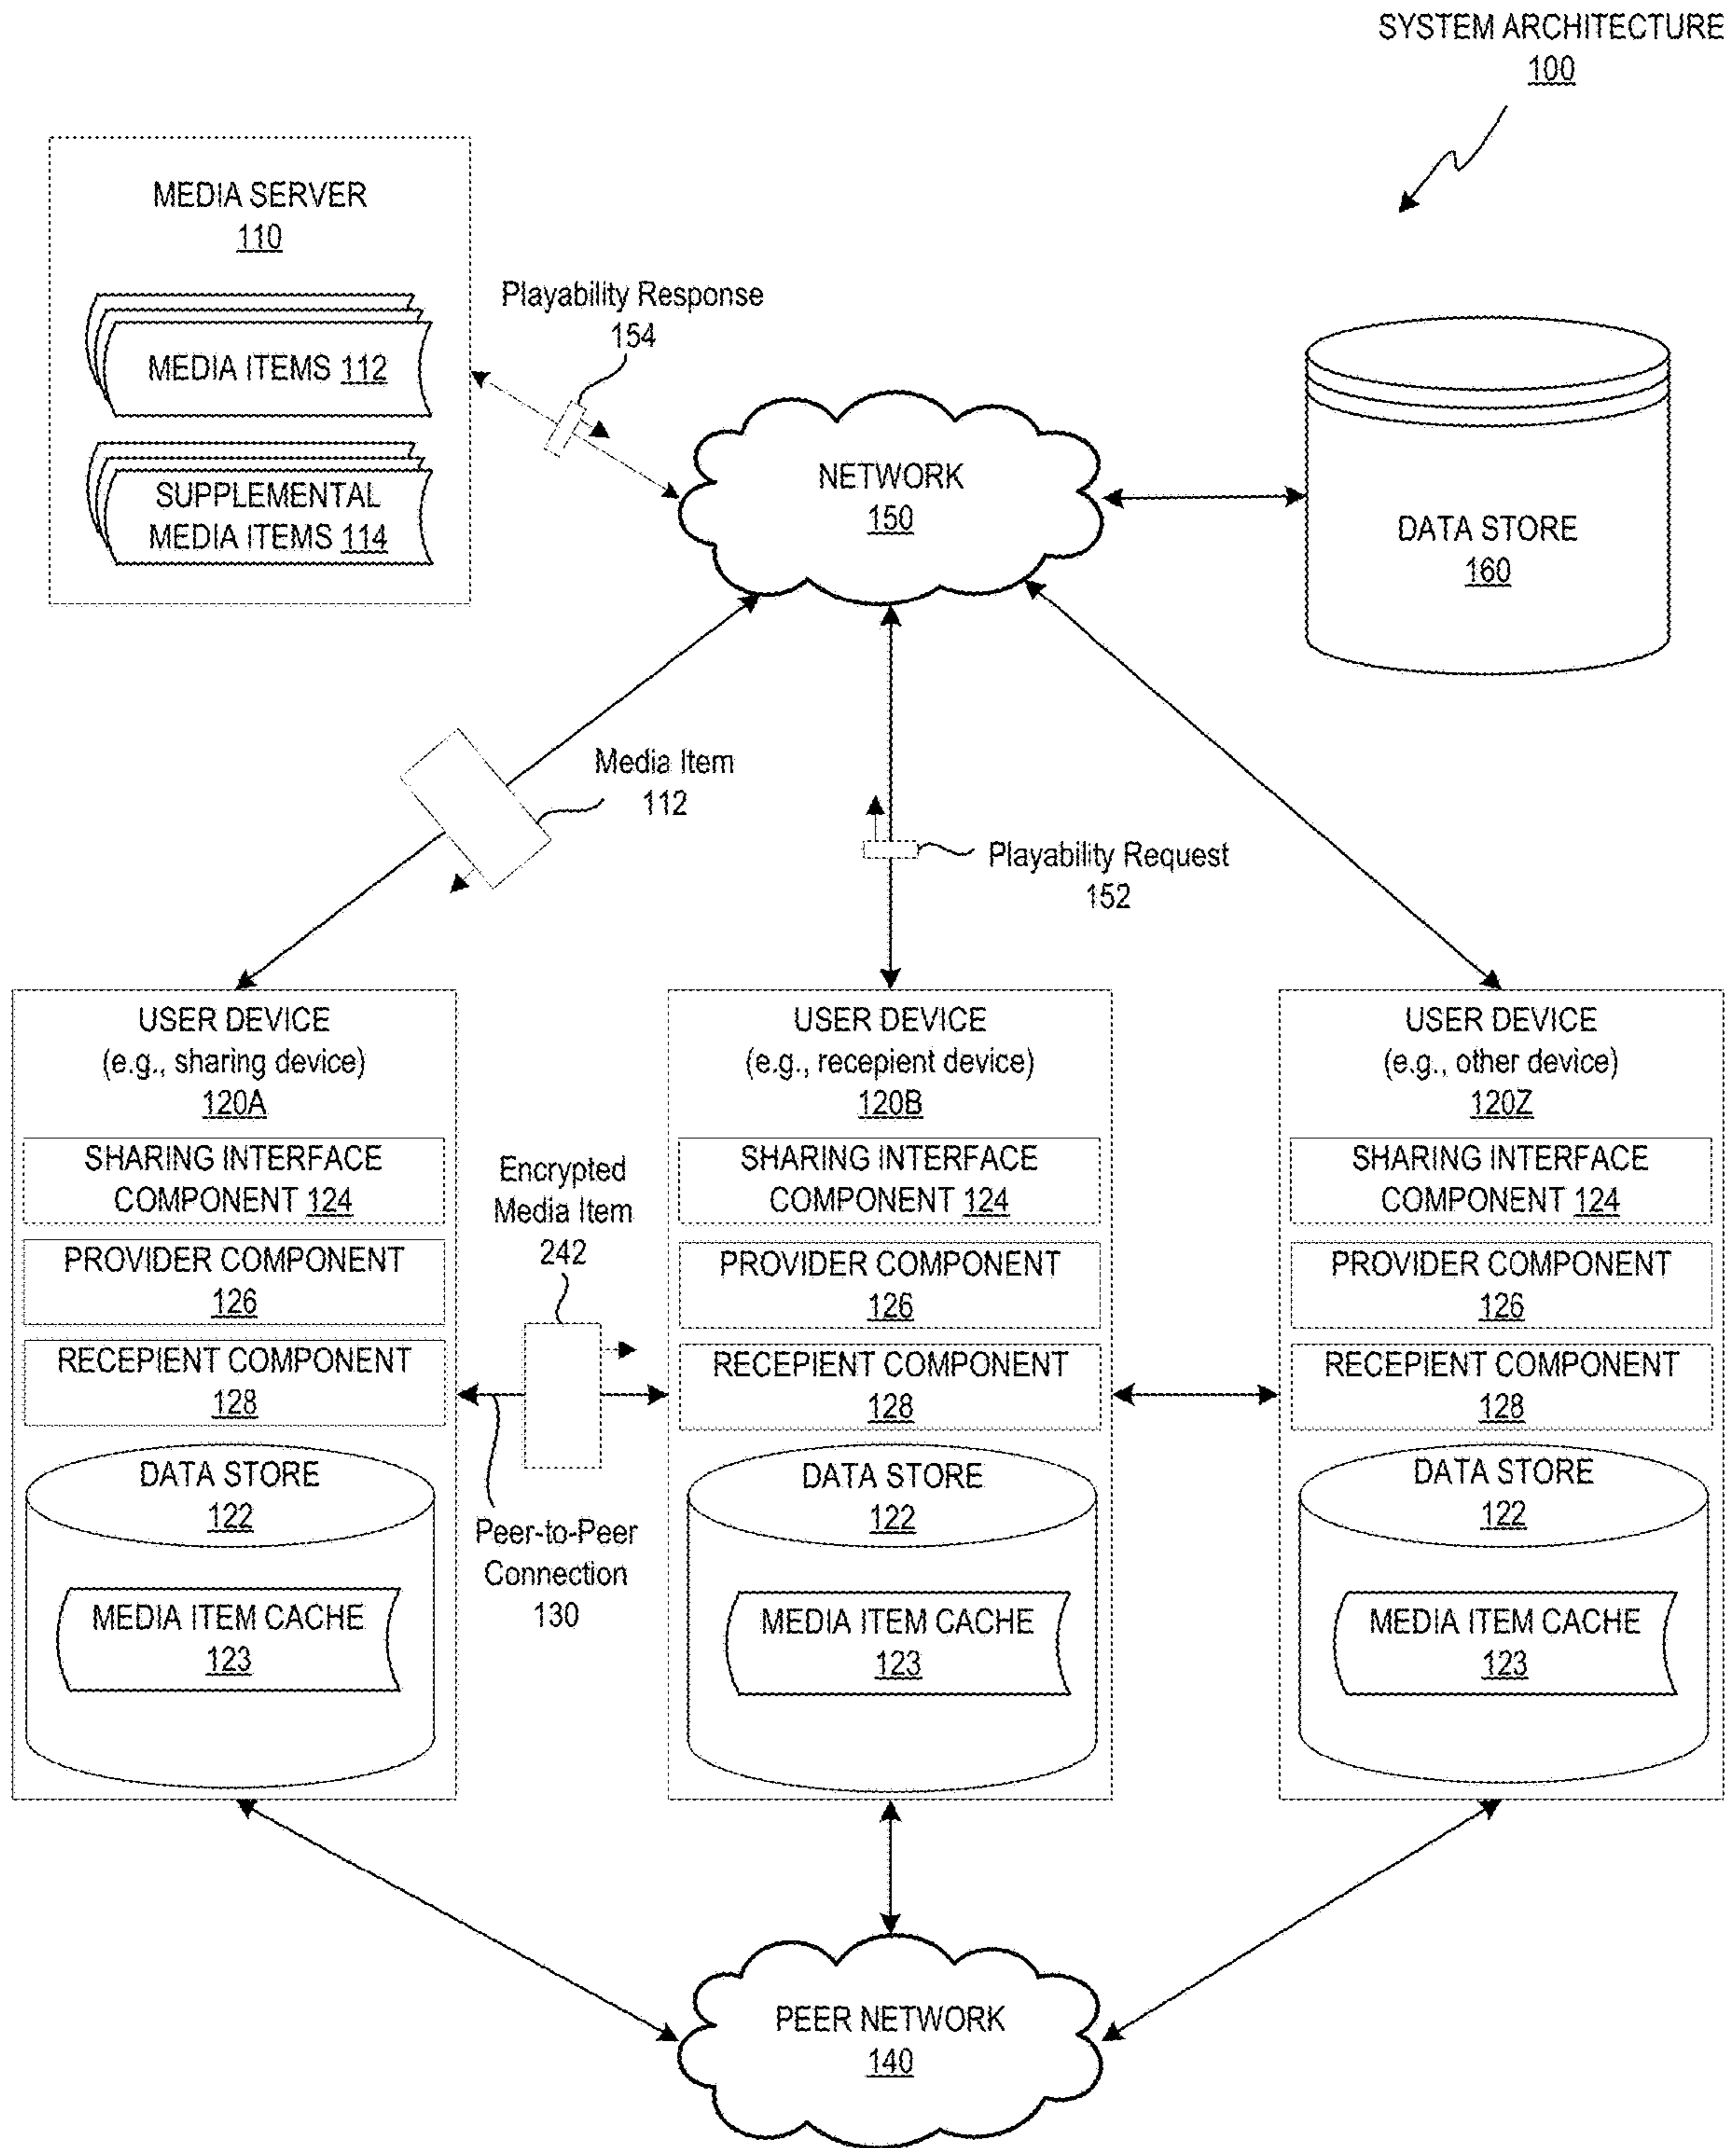 SYSTEM ARCHITECTURE
100
MEDIA SERVER
110
MEDIA ITEMS 112
SUPPLEMENTAL
MEDIA ITEMS 114
Playability Response
154
NETWORK
150
DATA STORE
160
Media Item
112
Playability Request
152
USER DEVICE
(e.g., sharing device)
120A
SHARING INTERFACE
COMPONENT 124
PROVIDER COMPONENT
126
RECEPIENT COMPONENT
128
DATA STORE
122
MEDIA ITEM CACHE
123
Encrypted
Media Item
242
Peer-to-Peer
Connection
130
USER DEVICE
(e.g., recepient device)
120B
SHARING INTERFACE
COMPONENT 124
PROVIDER COMPONENT
126
RECEPIENT COMPONENT
128
DATA STORE
122
MEDIA ITEM CACHE
123
USER DEVICE
(e.g., other device)
120Z
SHARING INTERFACE
COMPONENT 124
PROVIDER COMPONENT
126
RECEPIENT COMPONENT
128
DATA STORE
122
MEDIA ITEM CACHE
123
PEER NETWORK
140